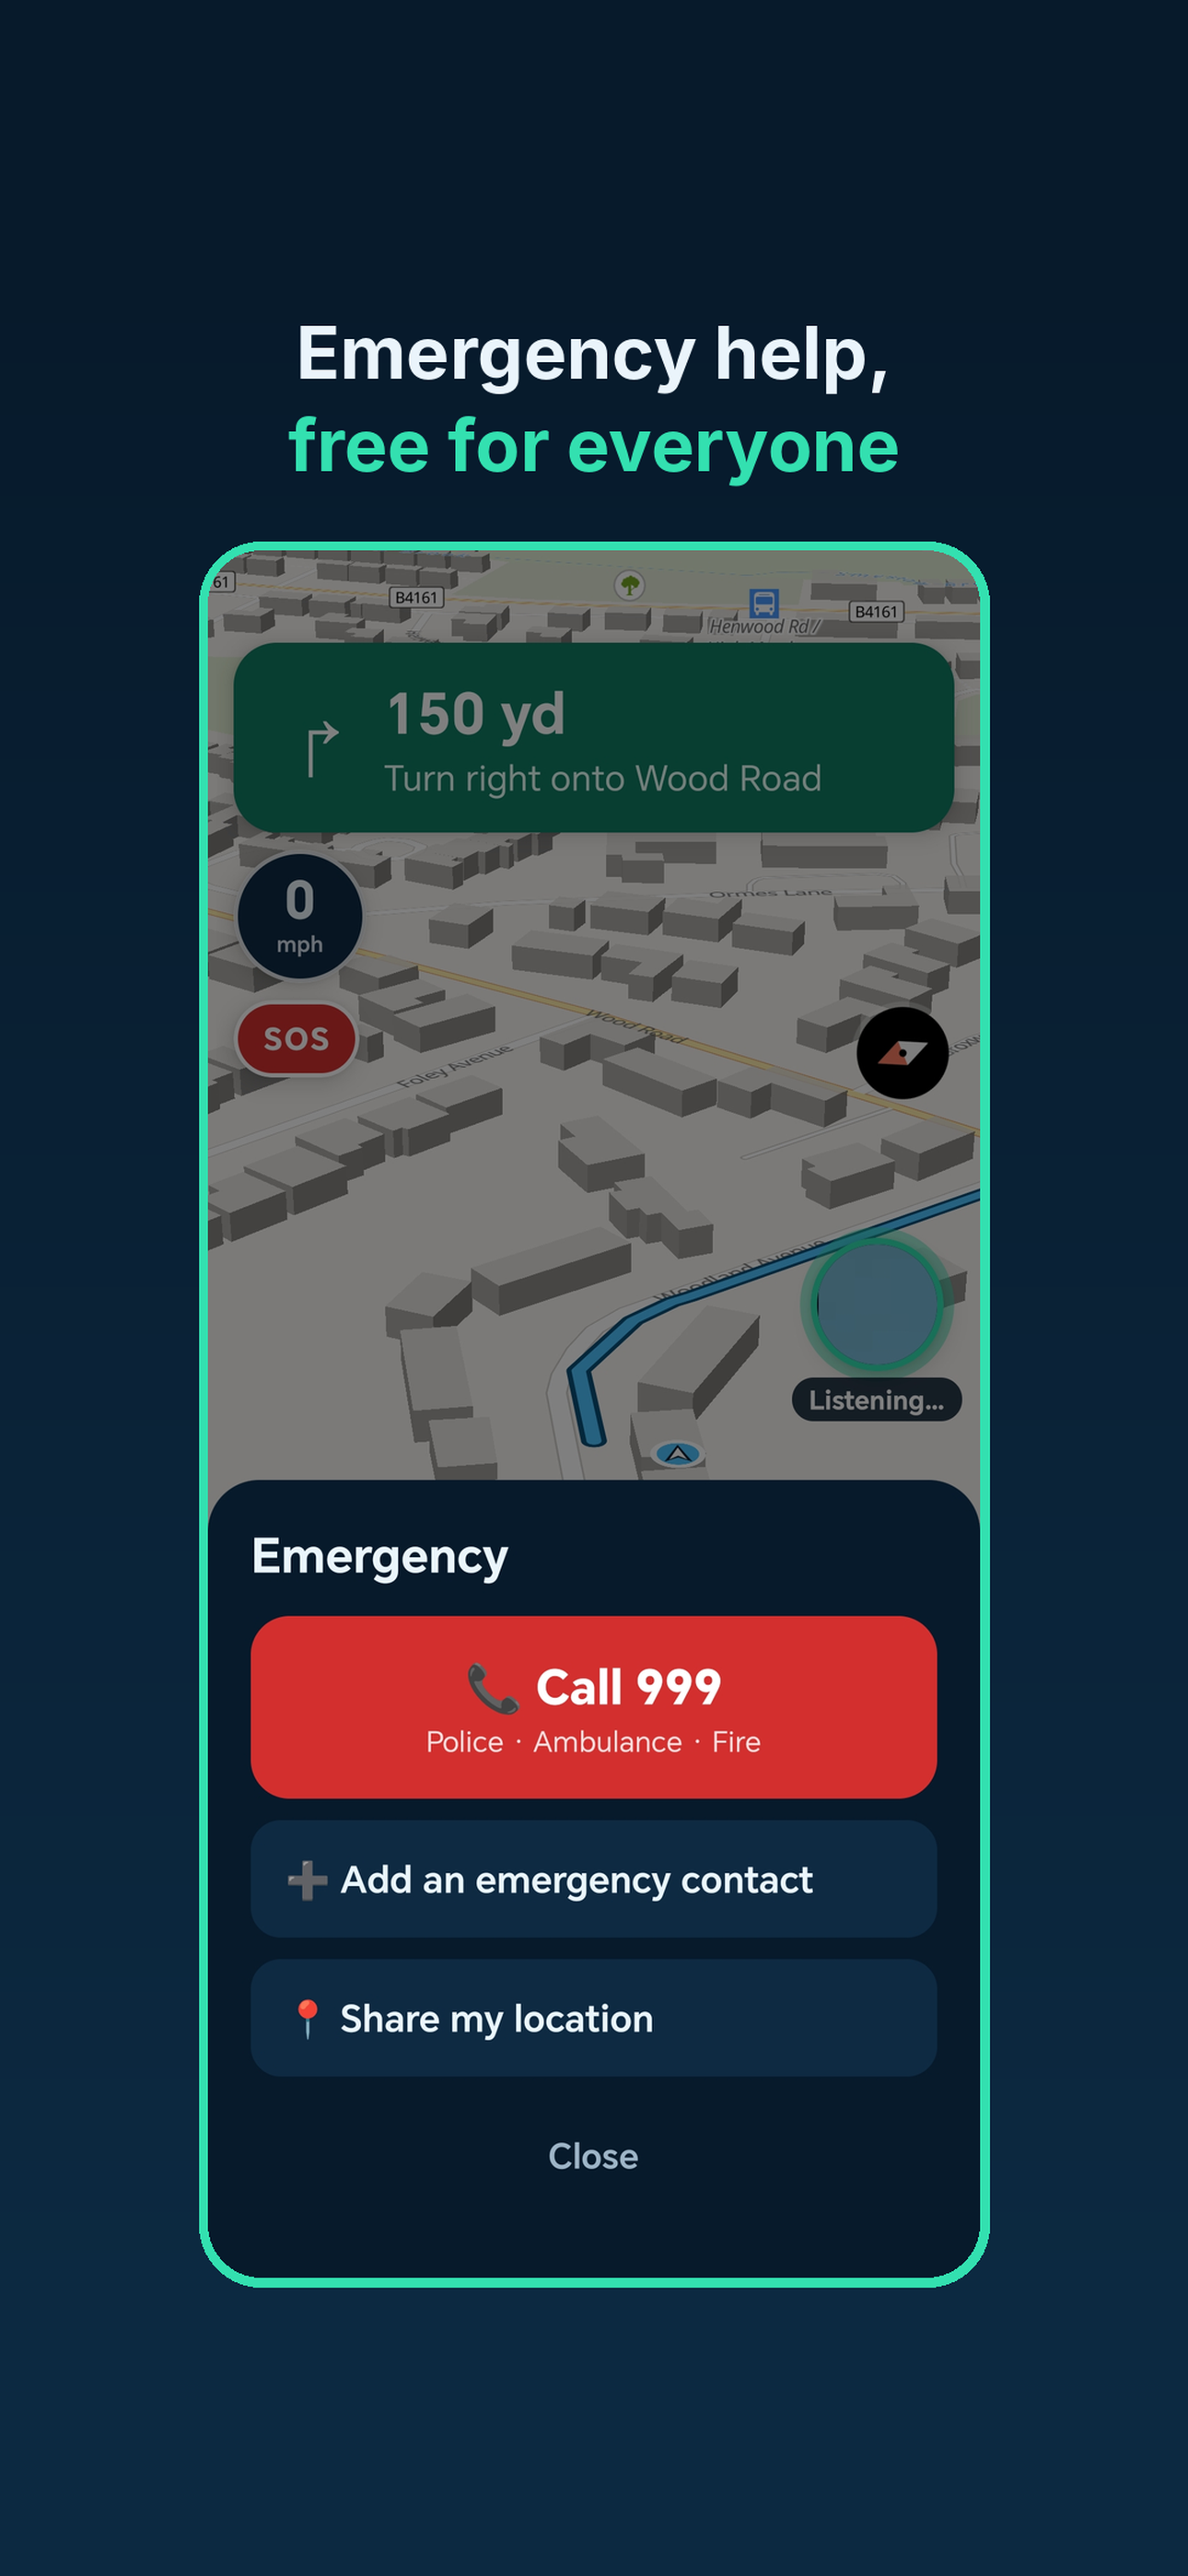 Emergency help,
free for everyone
61
B4161
B4161
Henwood Rd/
150 yd
Turn right onto Wood Road
Ormes Lane
0
mph
SOS
Wood Road
Foley Avenue
Woodland Avenue
Listening...
Emergency
Call 999
Police · Ambulance · Fire
Add an emergency contact
Share my location
Close